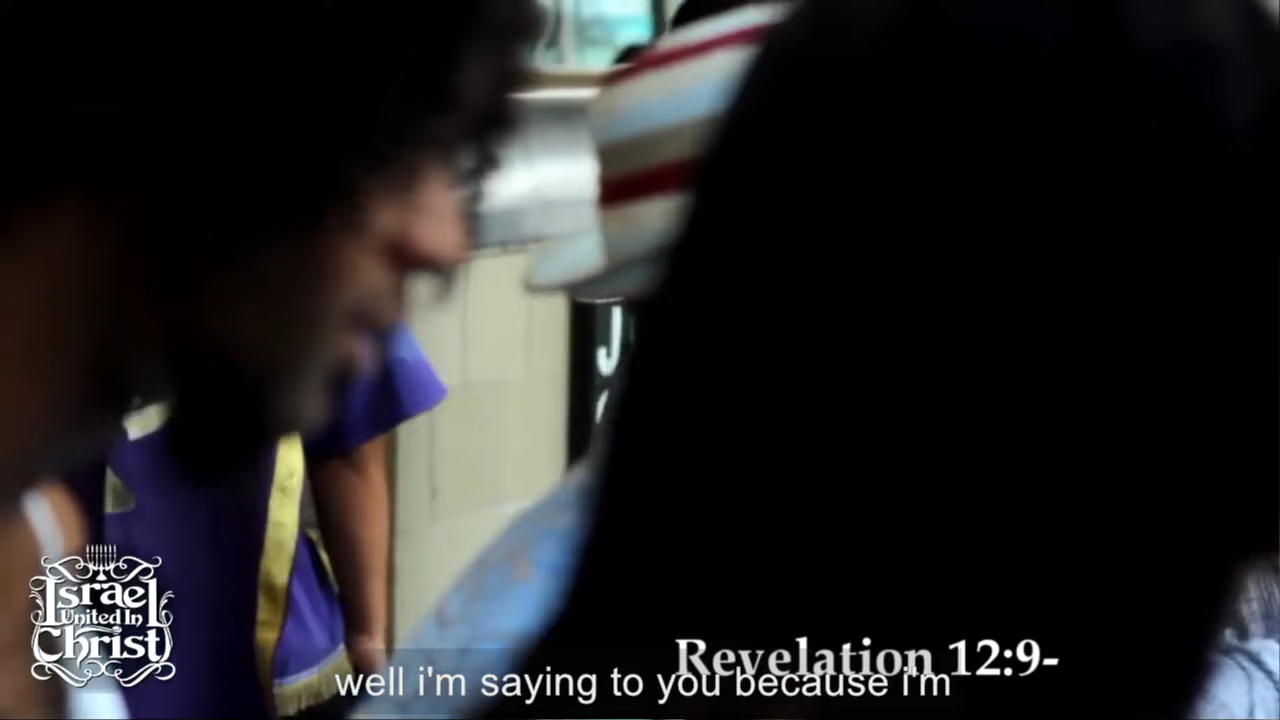 J
Israel
United In
Christ
Revelation 12:9-
well i'm saying to you because i'm